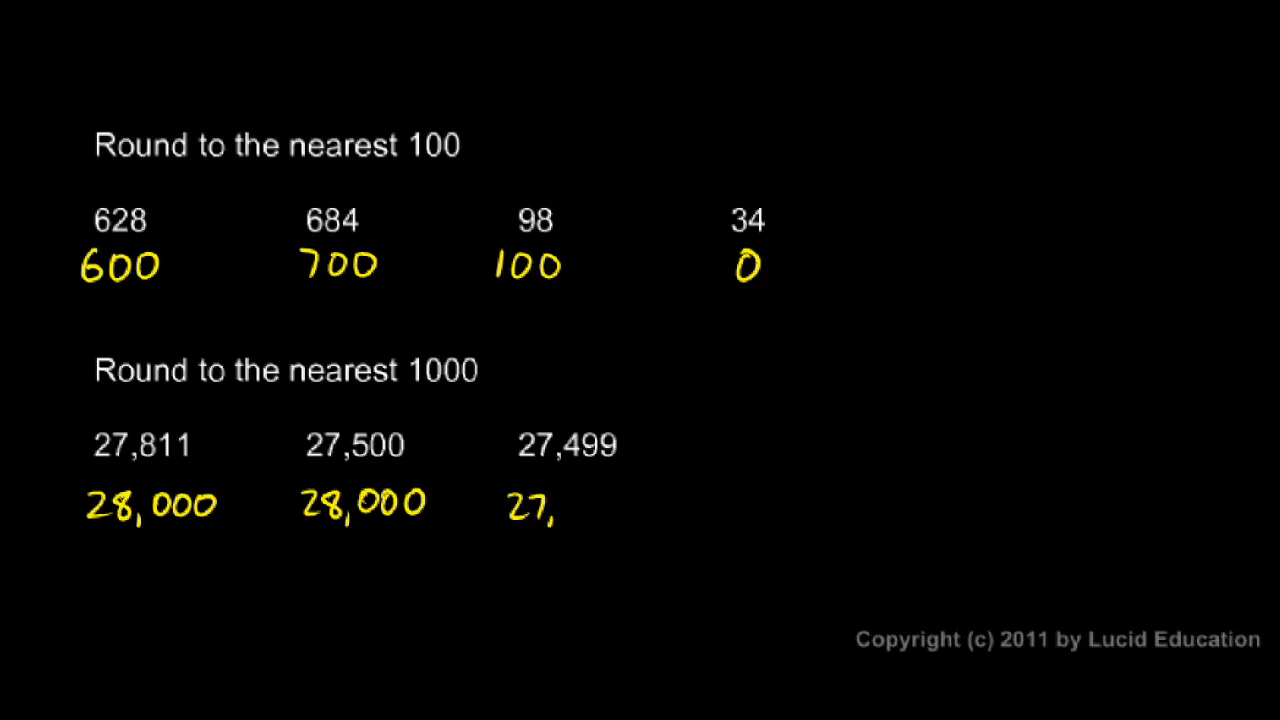 Round to the nearest 100
628 684 98 34
600 700 100 0
Round to the nearest 1000
27,811 27,500 27,499
28,000 28,000 27,
Copyright (c) 2011 by Lucid Education